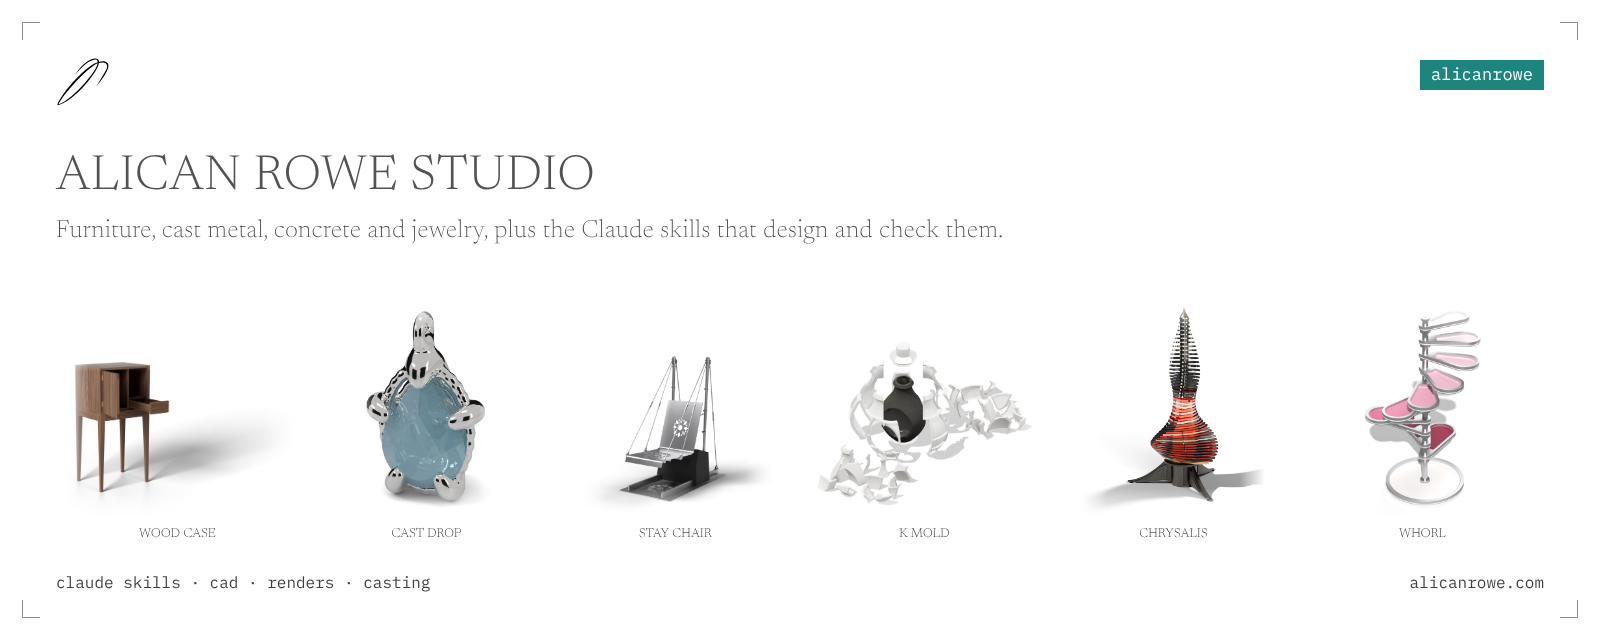 alicanrowe
ALICAN ROWE STUDIO
Furniture, cast metal, concrete and jewelry, plus the Claude skills that design and check them.
WOOD CASE
CAST DROP
STAY CHAIR
K MOLD
CHRYSALIS
WHORL
claude skills · cad · renders · casting
alicanrowe.com